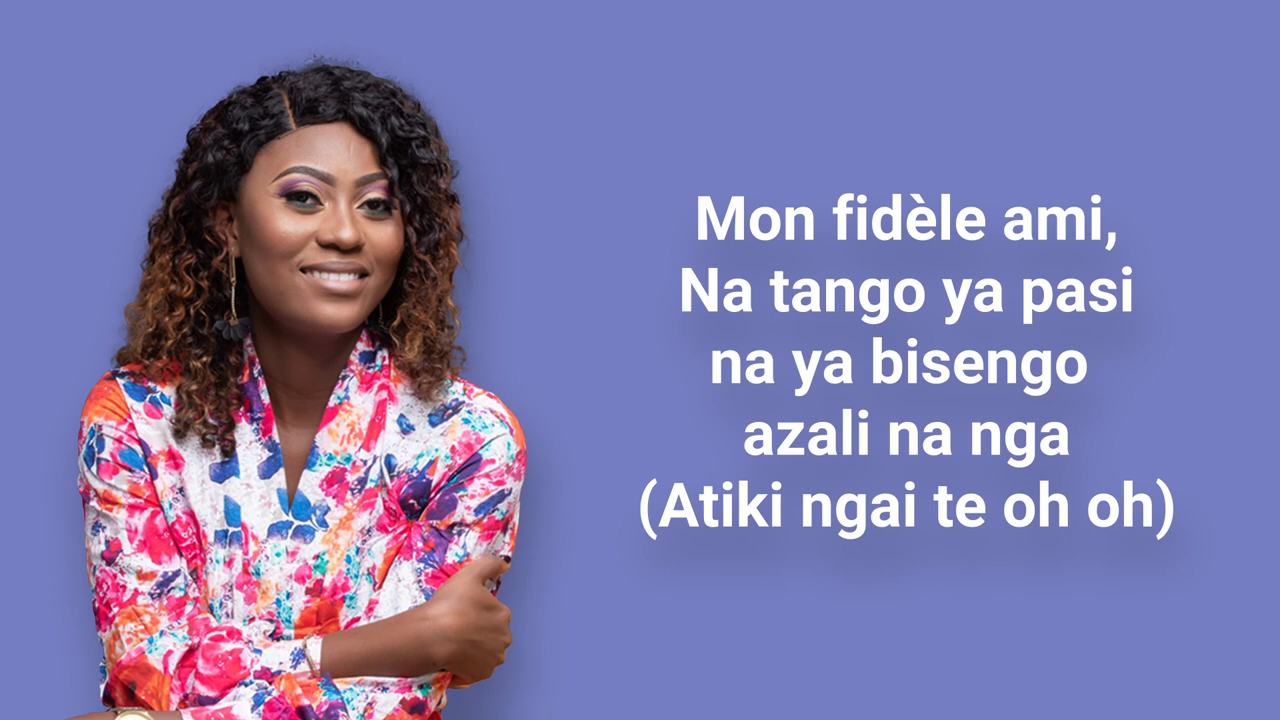 Mon fidèle ami,
Na tango ya pasi
na ya bisengo
azali na nga
(Atiki ngai te oh oh)